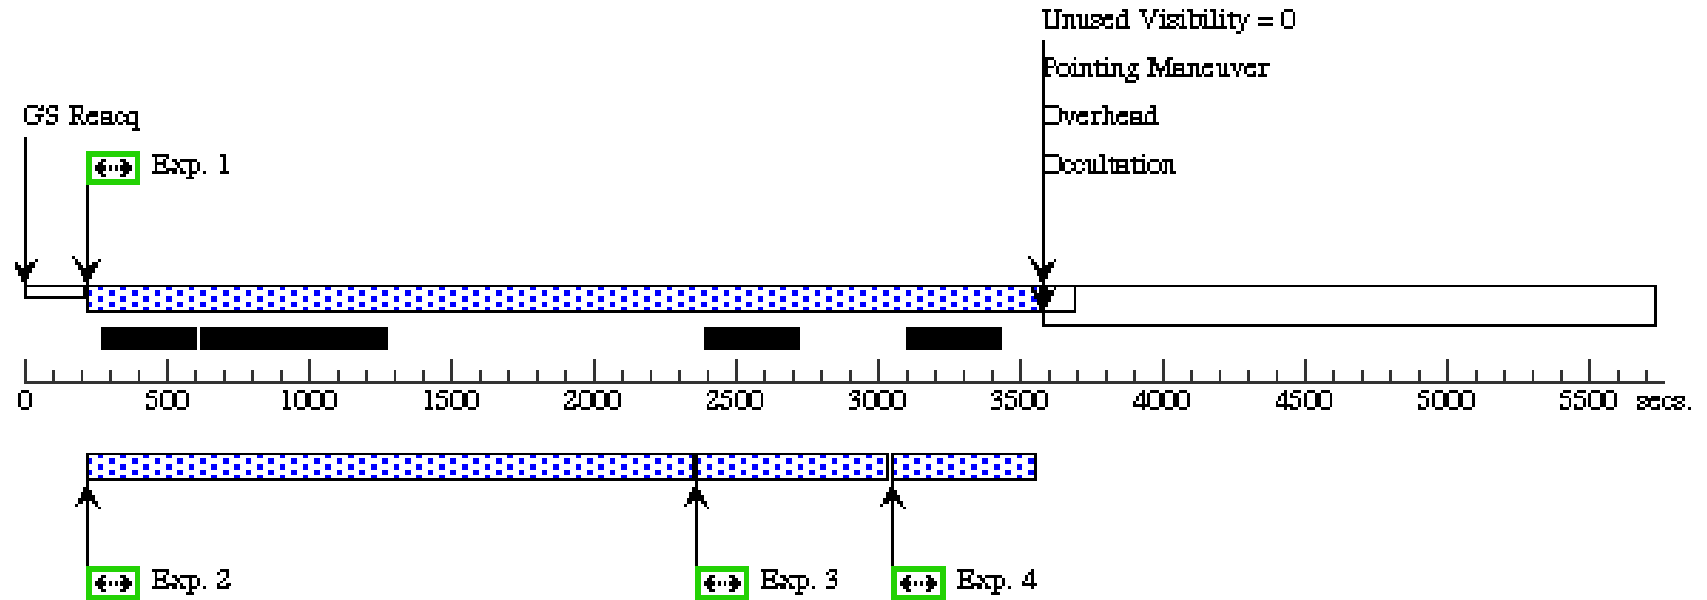 Unused Visibility = 0
Pointing Maneuver
GS Reacq
Overhead
Exp. 1
Occultation
0 500 1000 1500 2000 2500 3000 3500 4000 4500 5000 5500 secs.
Exp. 2 Exp. 3 Exp. 4